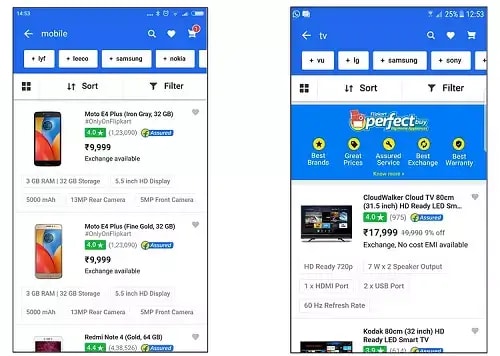 14:53
mobile
3
+ lyf
+ leeco
+ samsung
+ nokia
Sort
Filter
Moto E4 Plus (Iron Gray, 32 GB)
#OnlyOnFlipkart
4.0 ★ (1,23,090) Assured
₹9,999
Exchange available
3 GB RAM | 32 GB Storage
5.5 inch HD Display
5000 mAh
13MP Rear Camera
5MP Front Camera
Moto E4 Plus (Fine Gold, 32 GB)
4.0 ★ (1,23,090) Assured
₹9,999
Exchange available
3 GB RAM | 32 GB Storage
5.5 inch HD Display
5000 mAh
13MP Rear Camera
5MP Front Camera
Redmi Note 4 (Gold, 64 GB)
4.4 ★ (4,38,526) Assured
25% 12:53
tv
+ vu
+ lg
+ samsung
+ sony
Sort
Filter
Flipkart
perfect buy
Big Home Appliances
Best Brands
Great Prices
Assured Service
Best Exchange
Best Warranty
Know more
CloudWalker Cloud TV 80cm
(31.5 inch) HD Ready LED Sm...
4.0 ★ (975) Assured
₹17,999 19,990 9% off
Exchange, No cost EMI available
HD Ready 720p
7 W x 2 Speaker Output
1 x HDMI Port
2 x USB Port
60 Hz Refresh Rate
Kodak 80cm (32 inch) HD
Ready LED Smart TV
3.9 ★ (614) Assured